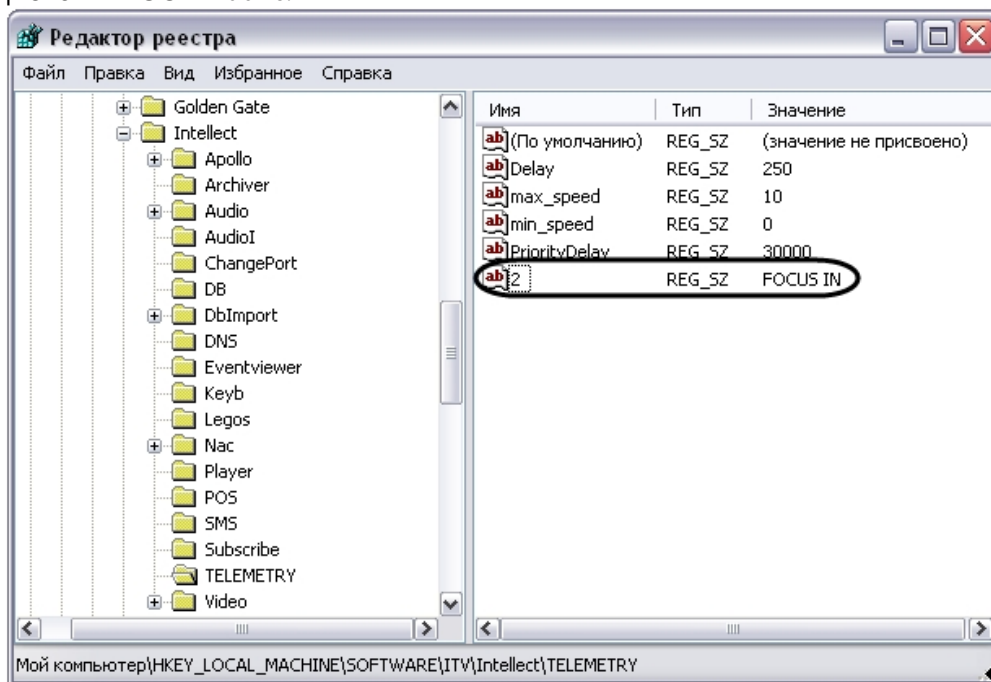 Редактор реестра
Файл Правка Вид Избранное Справка
Golden Gate
Intellect
Apollo
Archiver
Audio
AudioI
ChangePort
DB
DbImport
DNS
Eventviewer
Keyb
Legos
Nac
Player
POS
SMS
Subscribe
TELEMETRY
Video
Имя Тип Значение
(По умолчанию) REG_SZ (значение не присвоено)
Delay REG_SZ 250
max_speed REG_SZ 10
min_speed REG_SZ 0
PriorityDelay REG_SZ 30000
2 REG_SZ FOCUS IN
Мой компьютер\HKEY_LOCAL_MACHINE\SOFTWARE\ITV\Intellect\TELEMETRY